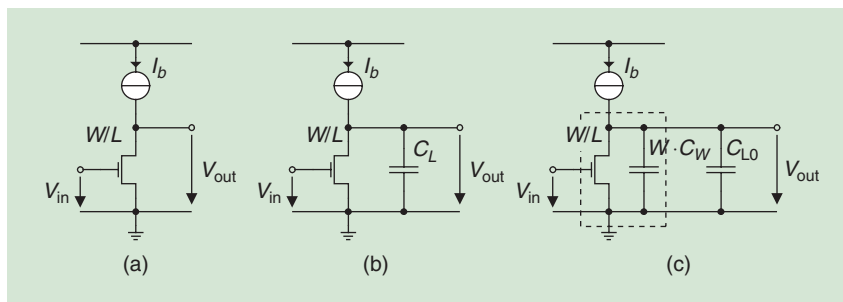 I_b
W/L
V_in
V_out
(a)
I_b
W/L
C_L
V_in
V_out
(b)
I_b
W/L
W · C_W
C_L0
V_in
V_out
(c)